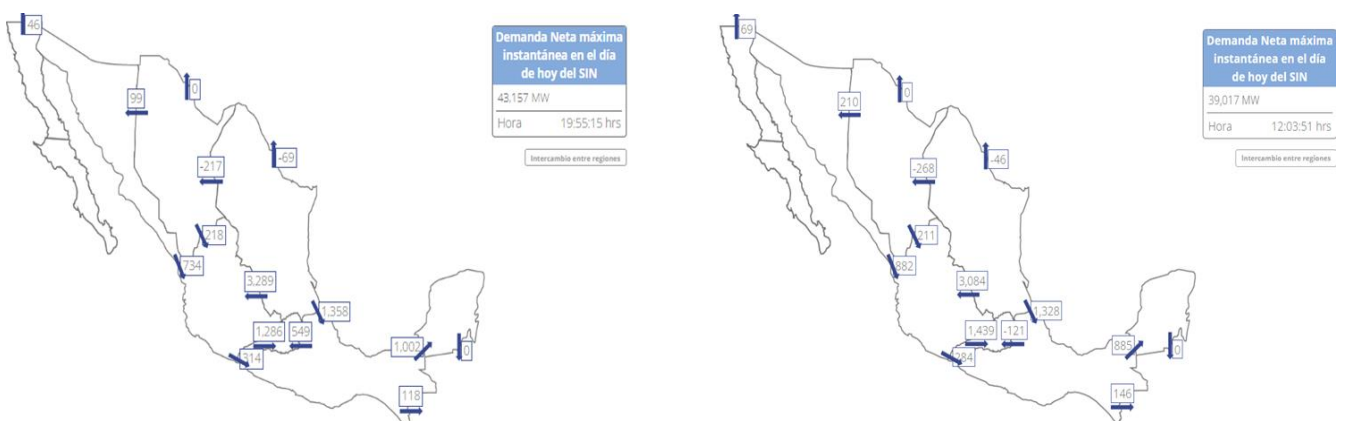 46
Demanda Neta máxima
instantánea en el día
de hoy del SIN
43.157 MW
Hora 19:55:15 hrs
Intercambio entre regiones
0
99
-69
-217
218
734
3,289
1,358
1,286
549
1,002
0
314
118
69
Demanda Neta máxima
instantánea en el día
de hoy del SIN
39,017 MW
Hora 12:03:51 hrs
Intercambio entre regiones
0
210
-46
-268
211
882
3,084
1,328
1,439
-121
885
0
284
146